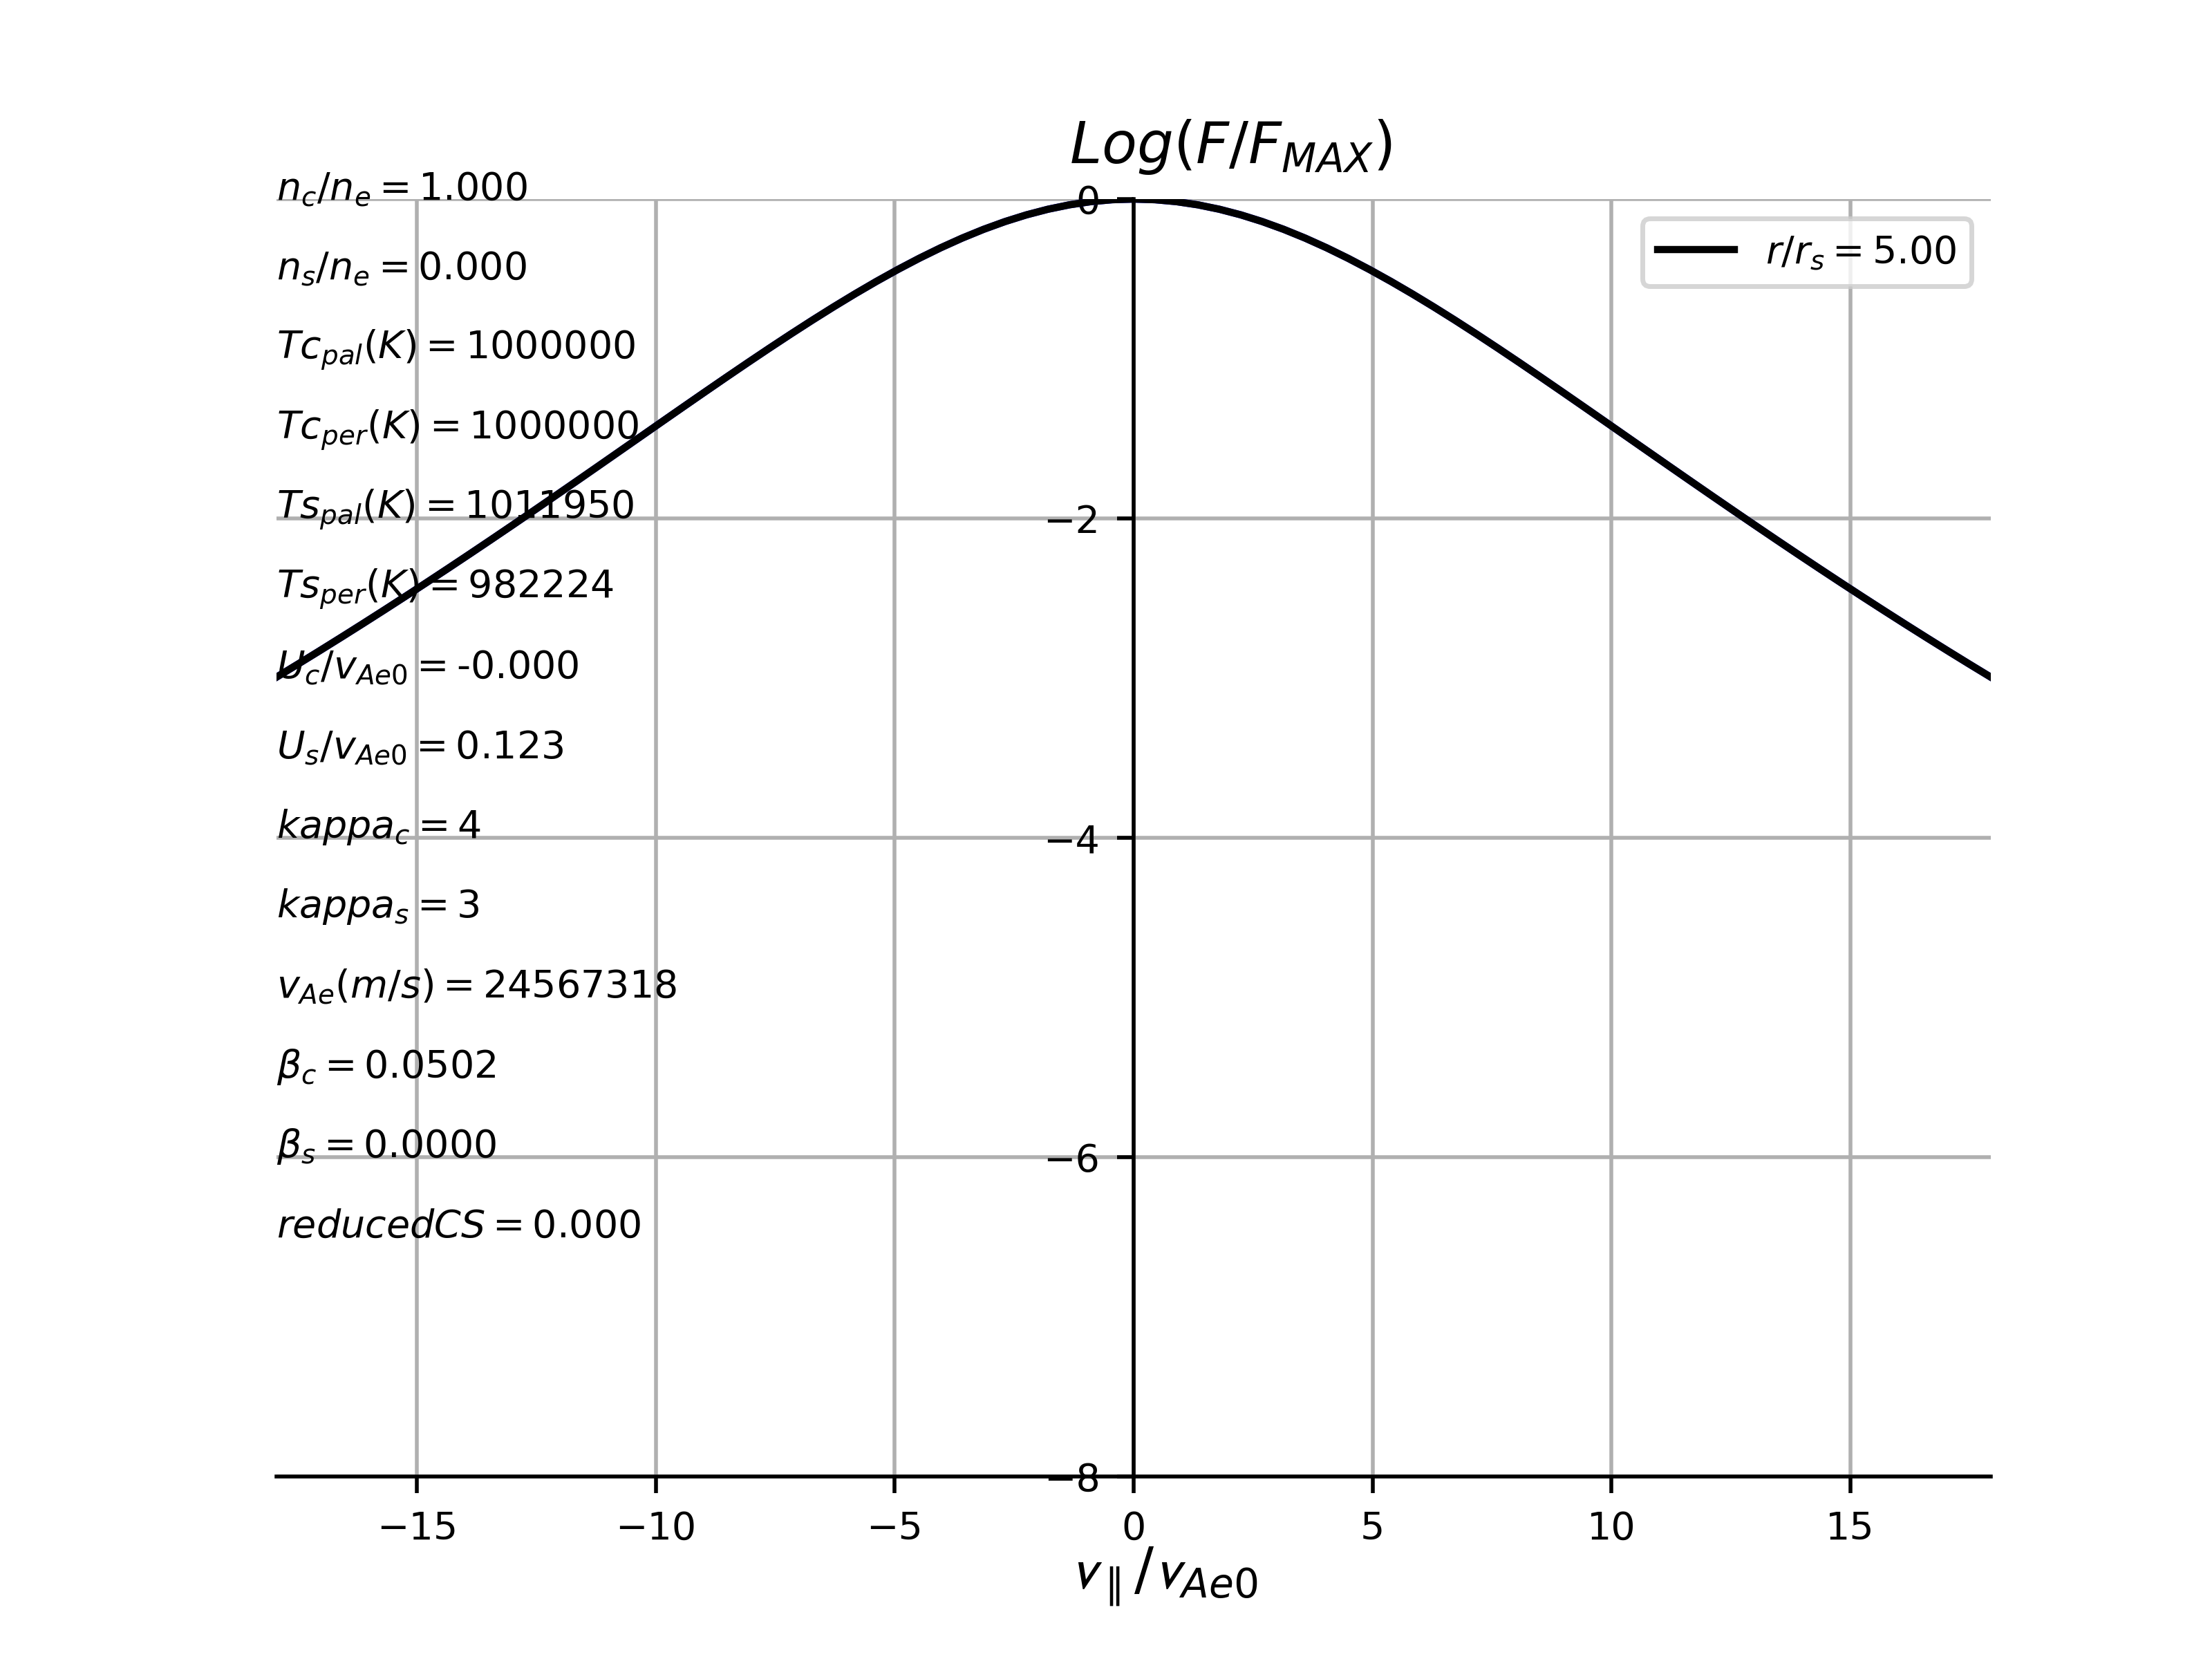 Log(F/F_MAX)
n_c/n_e = 1.000
0
r/r_s = 5.00
n_s/n_e = 0.000
Tc_pal(K) = 1000000
Tc_per(K) = 1000000
Ts_pal(K) = 1011950
−2
Ts_per(K) = 982224
U_c/v_Ae0 = -0.000
U_s/v_Ae0 = 0.123
kappa_c = 4
−4
kappa_s = 3
v_Ae(m/s) = 24567318
β_c = 0.0502
β_s = 0.0000
−6
reducedCS = 0.000
−8
−15 −10 −5 0 5 10 15
v_∥/v_Ae0